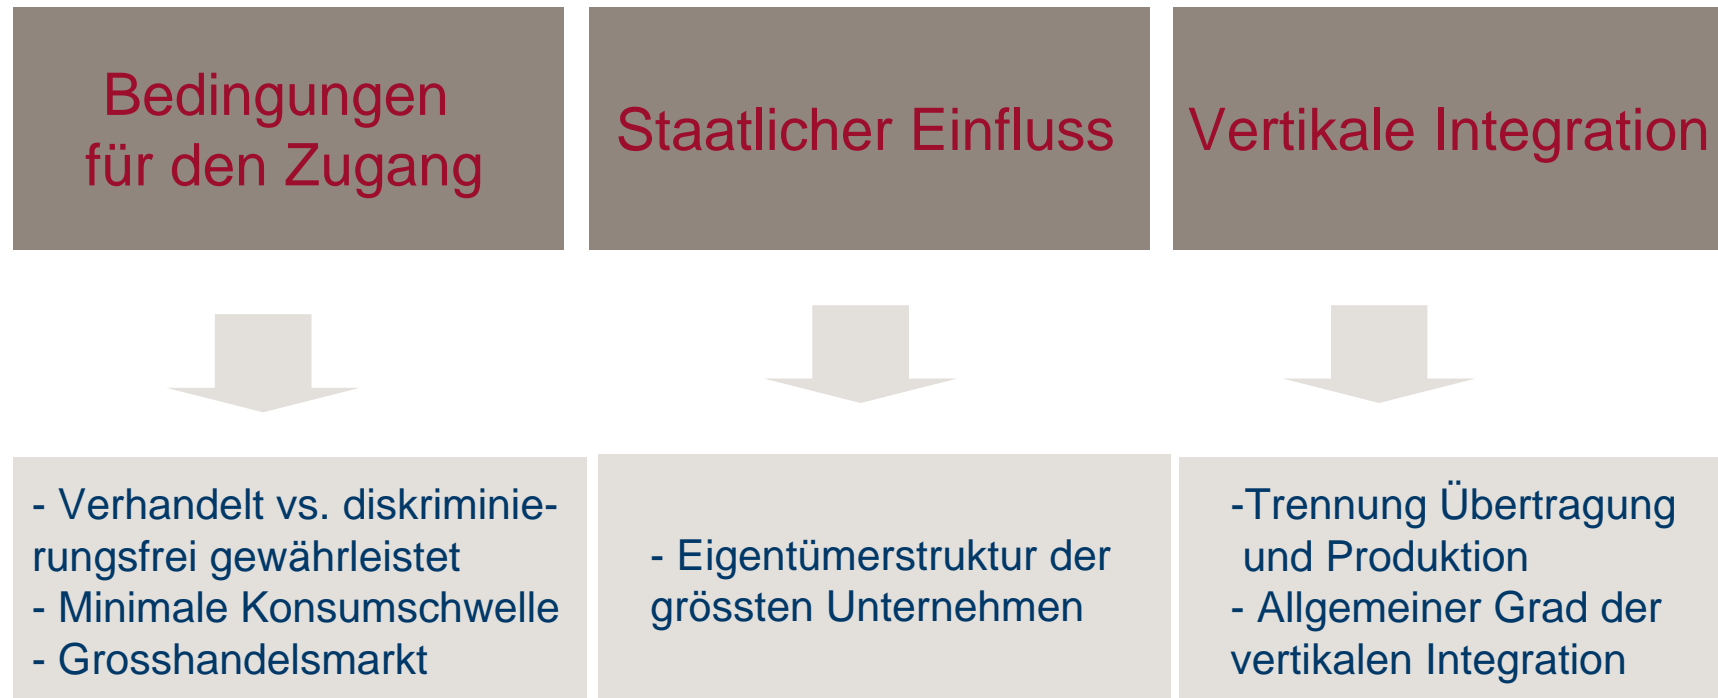 Bedingungen
für den Zugang
Staatlicher Einfluss
Vertikale Integration
- Verhandelt vs. diskriminie-
rungsfrei gewährleistet
- Minimale Konsumschwelle
- Grosshandelsmarkt
- Eigentümerstruktur der
grössten Unternehmen
-Trennung Übertragung
und Produktion
- Allgemeiner Grad der
vertikalen Integration